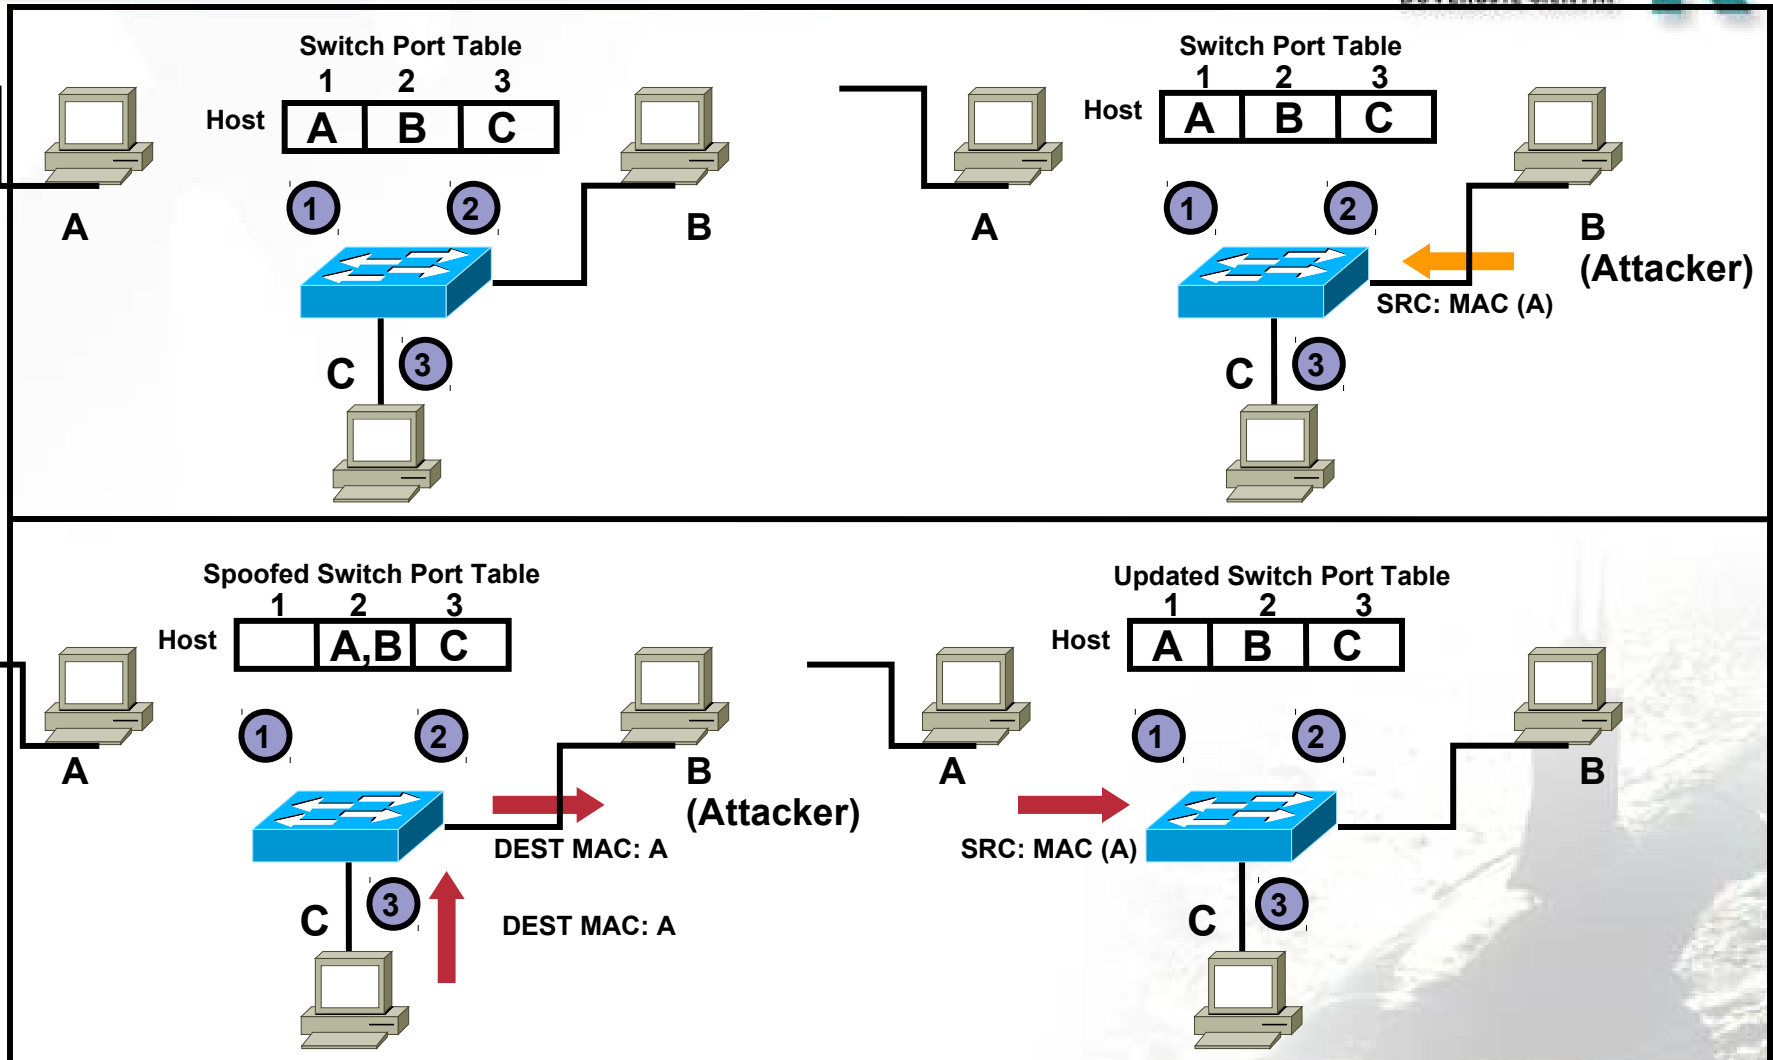 Switch Port Table
1 2 3
Host A B C
1 2
A B
3
C
Switch Port Table
1 2 3
Host A B C
1 2
A B
(Attacker)
SRC: MAC (A)
3
C
Spoofed Switch Port Table
1 2 3
Host A,B C
1 2
A B
(Attacker)
DEST MAC: A
3
C
DEST MAC: A
Updated Switch Port Table
1 2 3
Host A B C
1 2
A B
SRC: MAC (A)
3
C